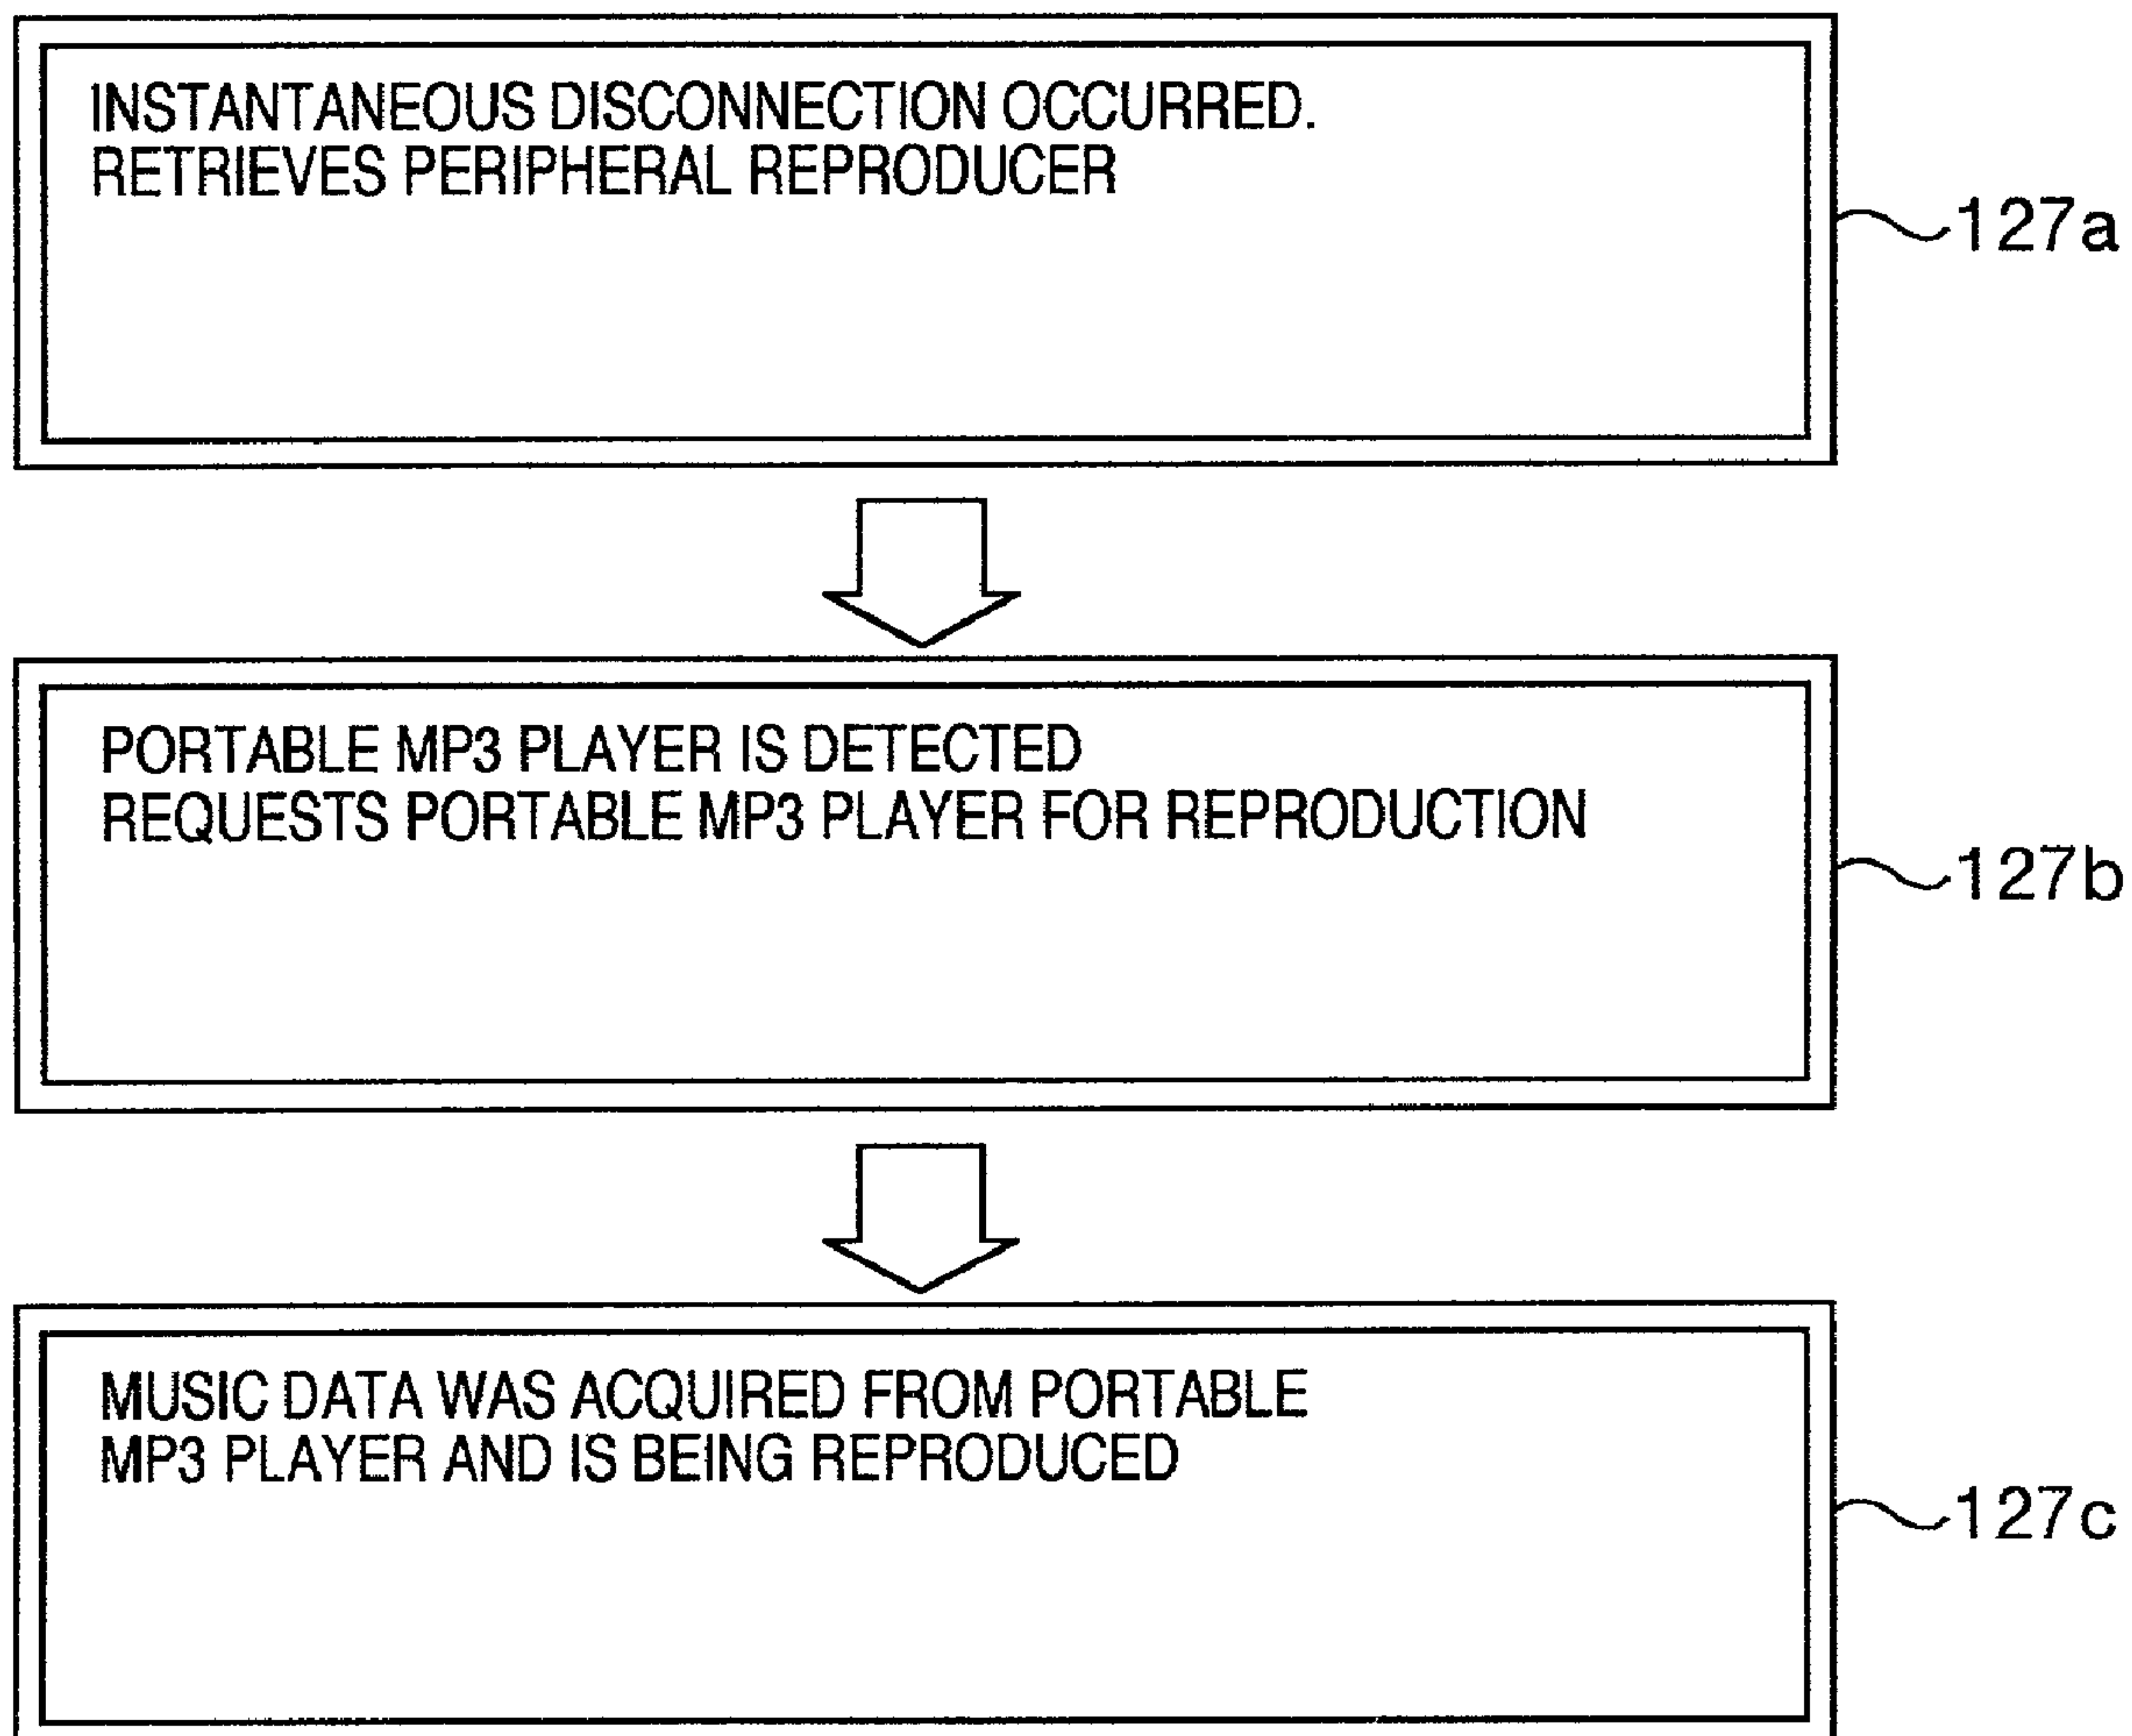 INSTANTANEOUS DISCONNECTION OCCURRED.
RETRIEVES PERIPHERAL REPRODUCER
127a
PORTABLE MP3 PLAYER IS DETECTED
REQUESTS PORTABLE MP3 PLAYER FOR REPRODUCTION
127b
MUSIC DATA WAS ACQUIRED FROM PORTABLE
MP3 PLAYER AND IS BEING REPRODUCED
127c